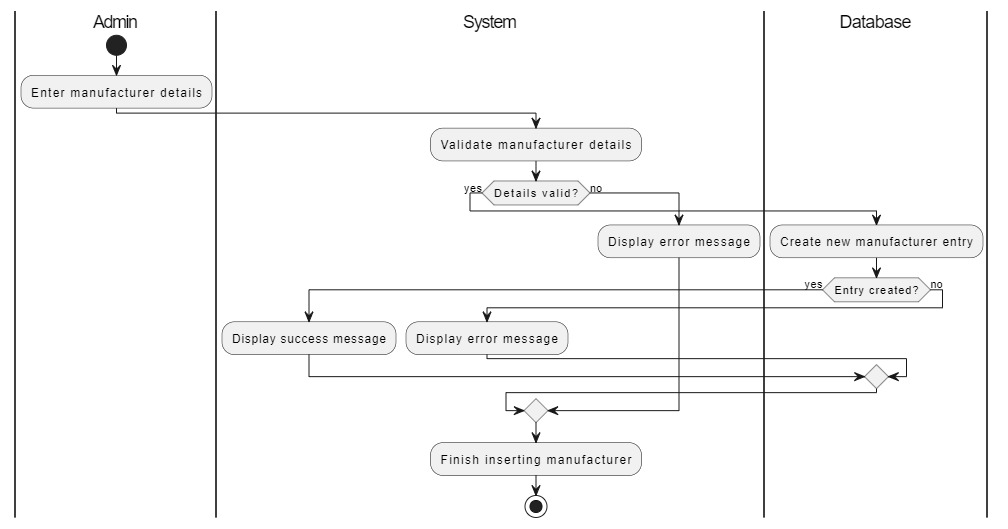 Admin
System
Database
Enter manufacturer details
Validate manufacturer details
yes
Details valid?
no
Display error message
Create new manufacturer entry
yes
Entry created?
no
Display success message
Display error message
Finish inserting manufacturer